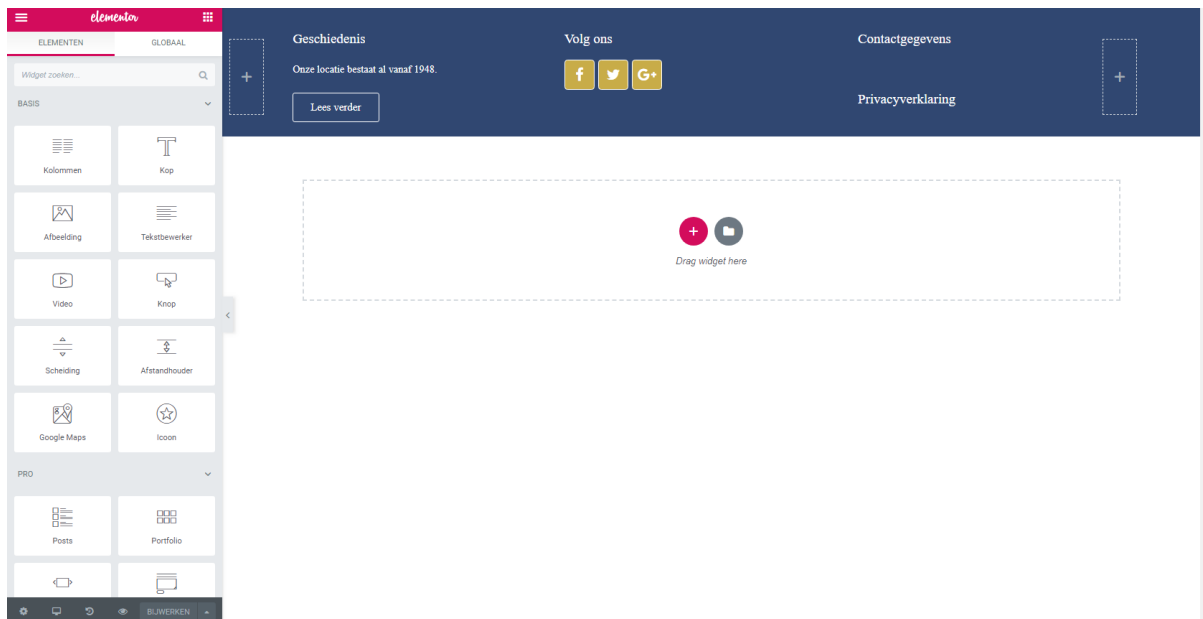 elementor
ELEMENTEN
GLOBAAL
Widget zoeken...
BASIS
Kolommen
Kop
Afbeelding
Tekstbewerker
Video
Knop
Scheiding
Afstandhouder
Google Maps
Icoon
PRO
Posts
Portfolio
BIJWERKEN
Geschiedenis
Onze locatie bestaat al vanaf 1948.
Lees verder
Volg ons
G+
Contactgegevens
Privacyverklaring
Drag widget here